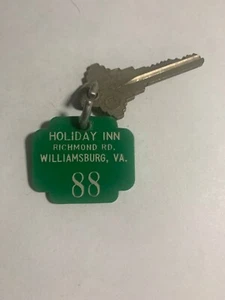 HOLIDAY INN
RICHMOND RD.
WILLIAMSBURG, VA.
88